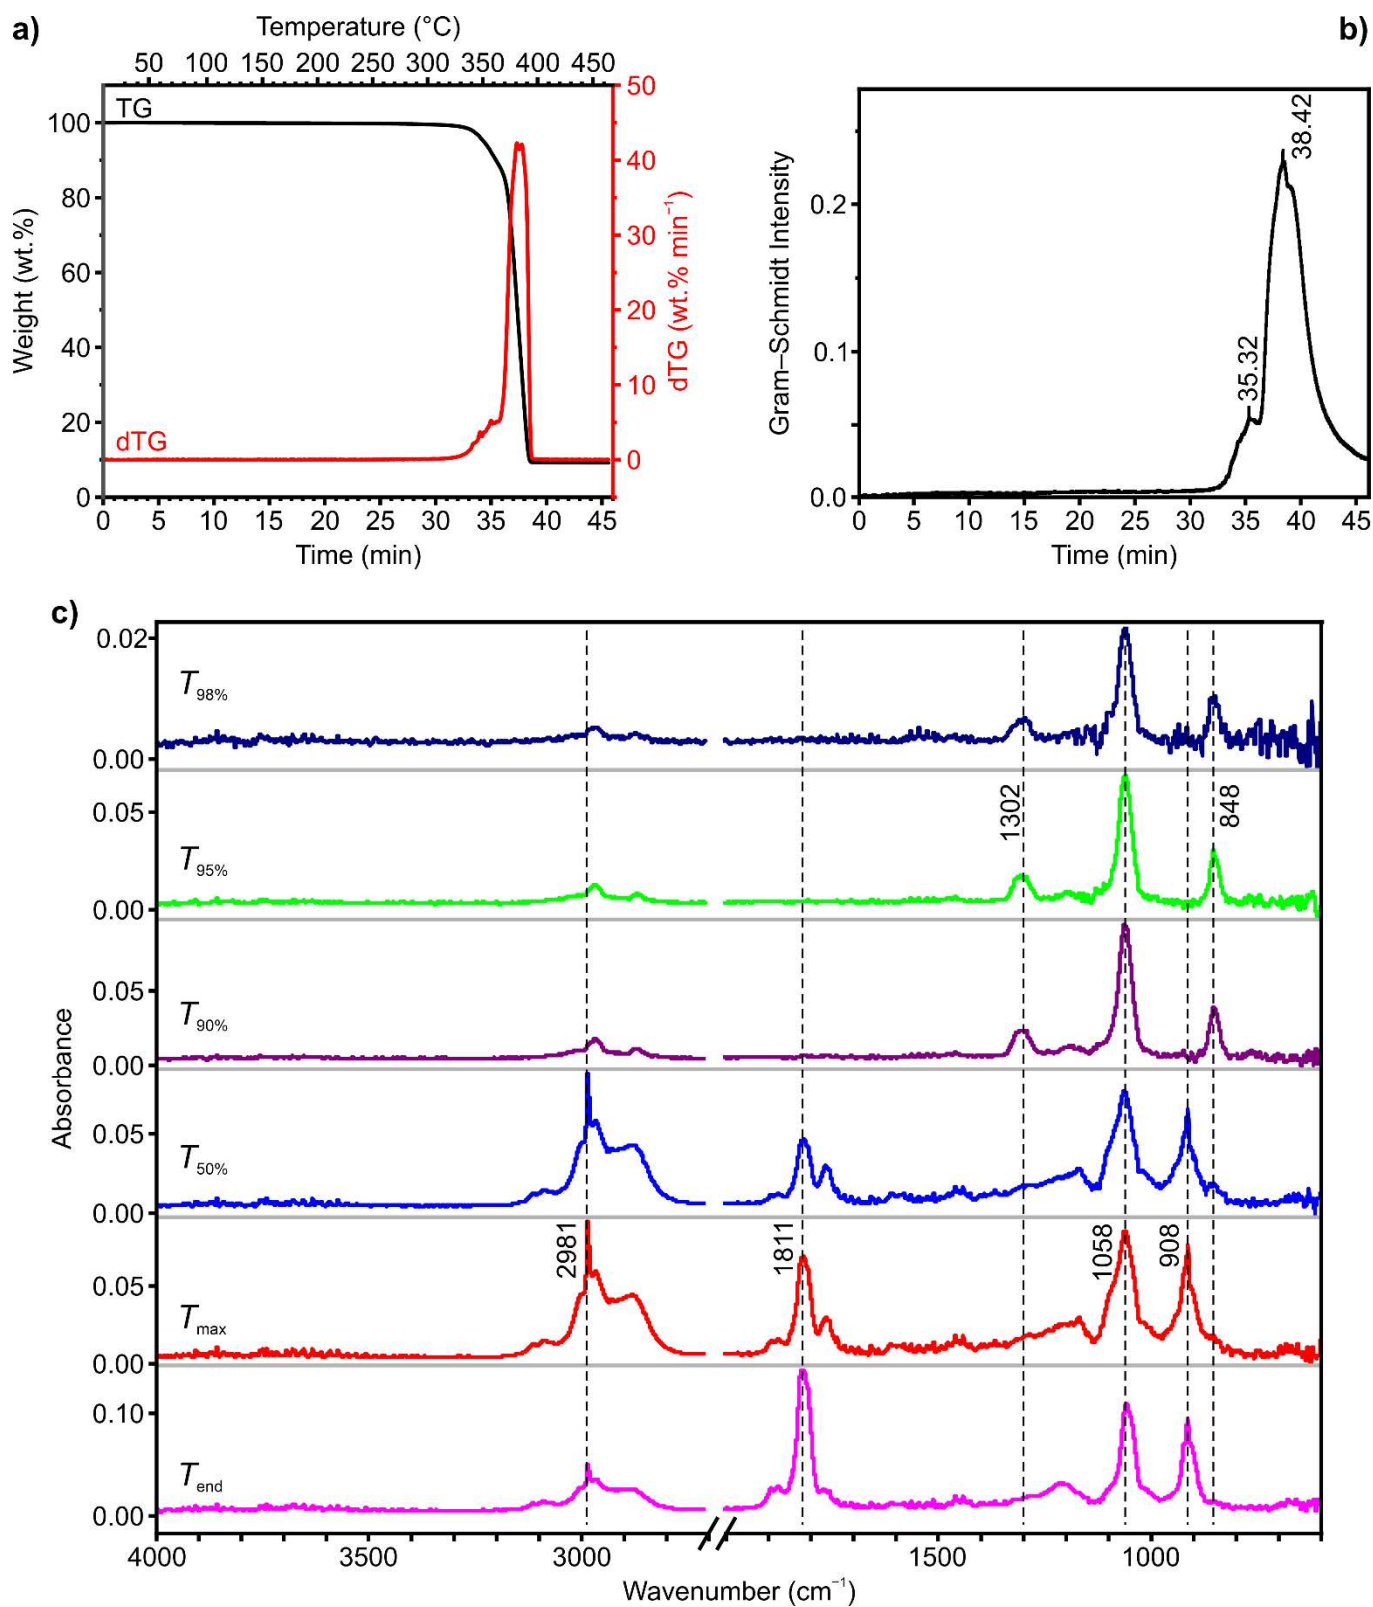 a)
Temperature (°C)
50 100 150 200 250 300 350 400 450
TG
dTG
Weight (wt.%)
100
80
60
40
20
0
50
40
30
20
10
0
dTG (wt.% min⁻¹)
0 5 10 15 20 25 30 35 40 45
Time (min)
b)
Gram–Schmidt Intensity
0.2
0.1
0.0
35.32
38.42
0 5 10 15 20 25 30 35 40 45
Time (min)
c)
Absorbance
0.02
T98%
0.00
1302
848
0.05
T95%
0.00
0.05
T90%
0.00
0.05
T50%
0.00
2981
1811
1058
908
0.05
Tmax
0.00
0.10
Tend
0.00
4000 3500 3000 1500 1000
Wavenumber (cm⁻¹)